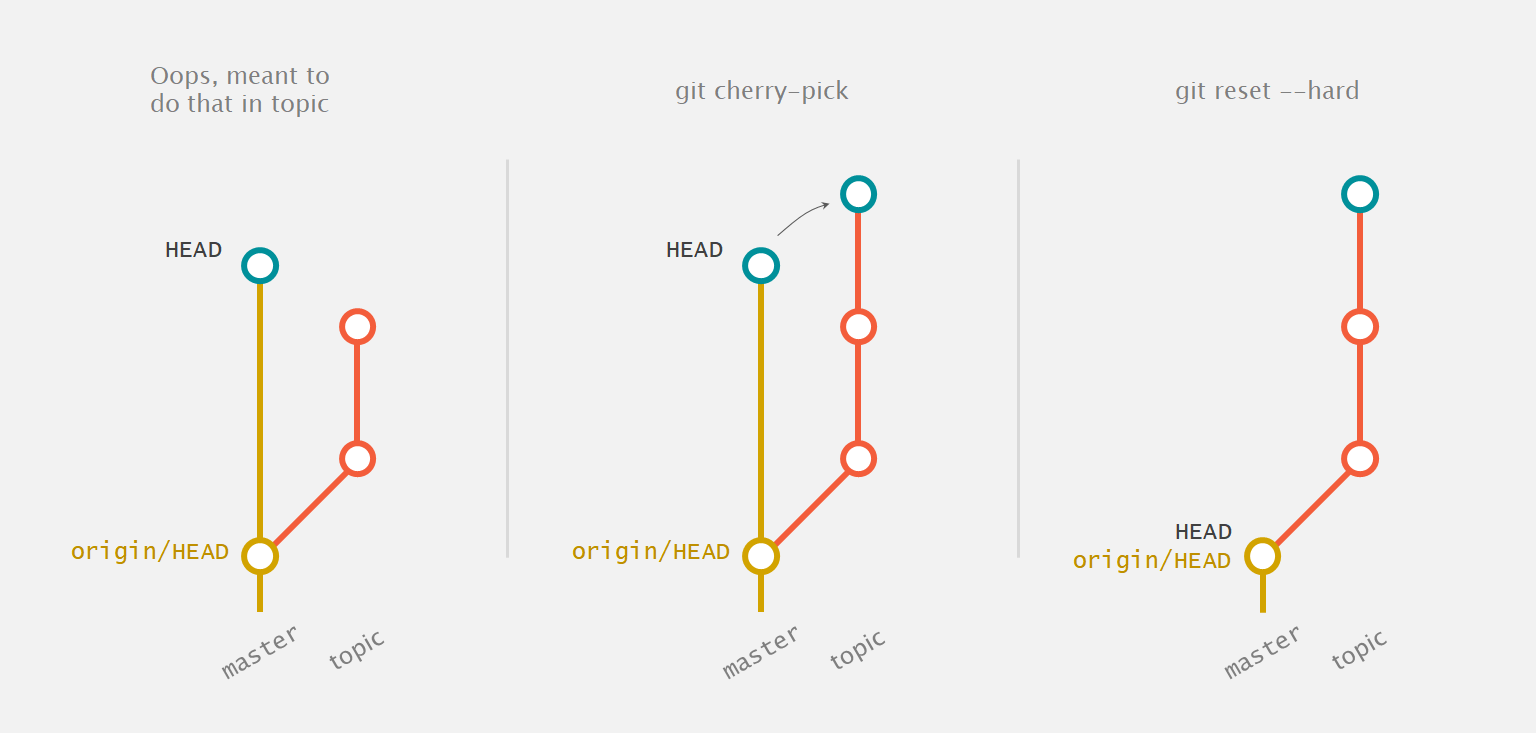 Oops, meant to
do that in topic
HEAD
origin/HEAD
master
topic
git cherry-pick
HEAD
origin/HEAD
master
topic
git reset --hard
HEAD
origin/HEAD
master
topic